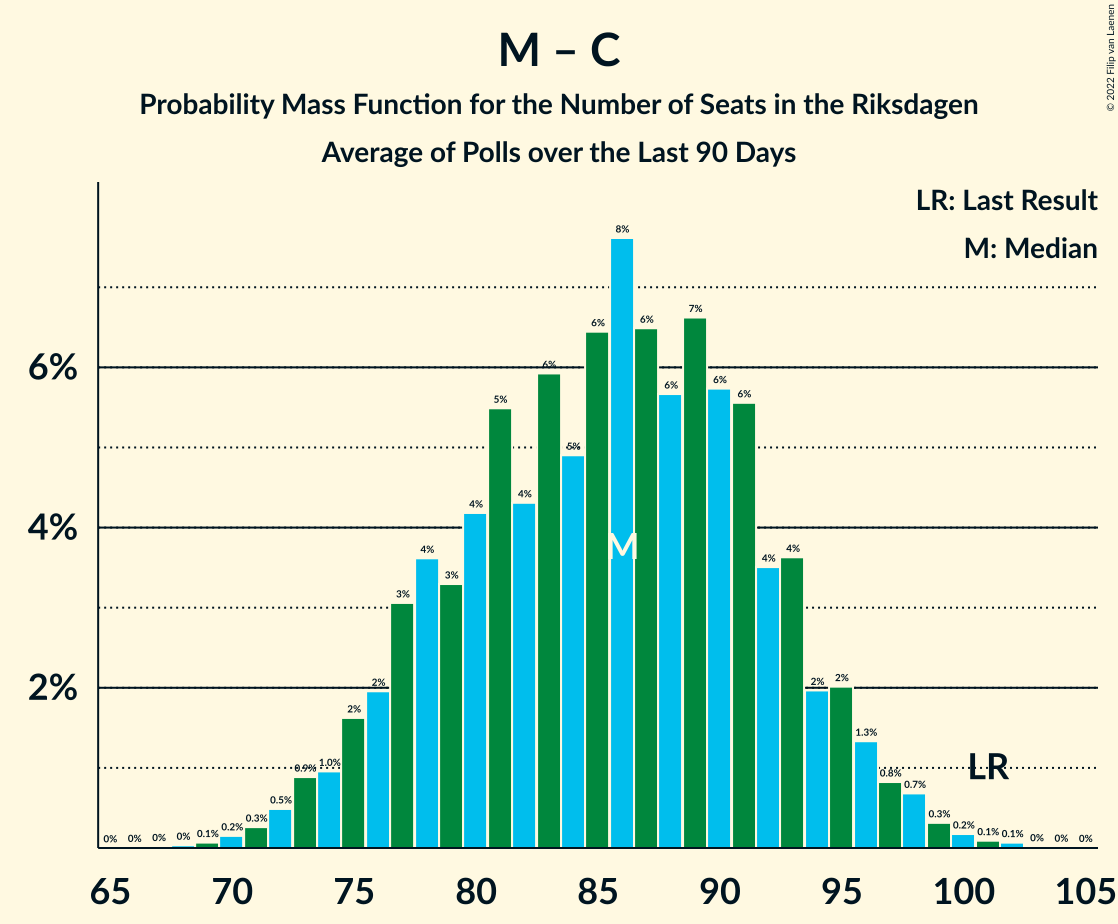 M – C
Probability Mass Function for the Number of Seats in the Riksdagen
Average of Polls over the Last 90 Days
© 2022 Filip van Laenen
LR: Last Result
M: Median
6%
4%
2%
0% 0% 0% 0% 0.1% 0.2% 0.3% 0.5% 0.9% 1.0% 2% 2% 3% 4% 3% 4% 5% 4% 6% 5% 6% 8% 6% 6% 7% 6% 6% 4% 4% 2% 2% 1.3% 0.8% 0.7% 0.3% 0.2% 0.1% 0.1% 0% 0% 0%
M
LR
65 70 75 80 85 90 95 100 105